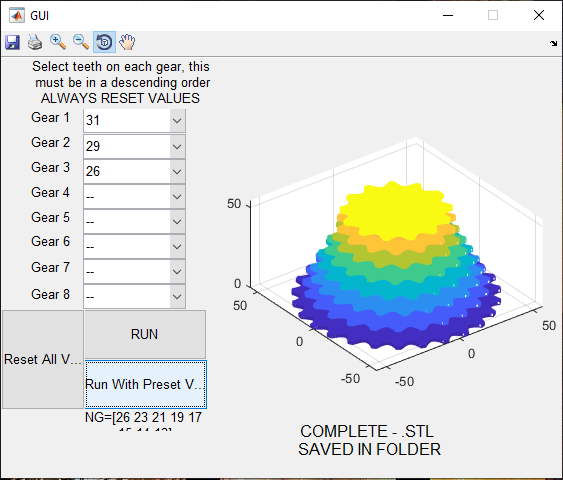 GUI
Select teeth on each gear, this
must be in a descending order
ALWAYS RESET VALUES
Gear 1 31
Gear 2 29
Gear 3 26
Gear 4 --
Gear 5 --
Gear 6 --
Gear 7 --
Gear 8 --
Reset All V...
RUN
Run With Preset V...
NG=[26 23 21 19 17
15 14 13]
50
0
50
0
-50
-50
0
50
COMPLETE - .STL
SAVED IN FOLDER